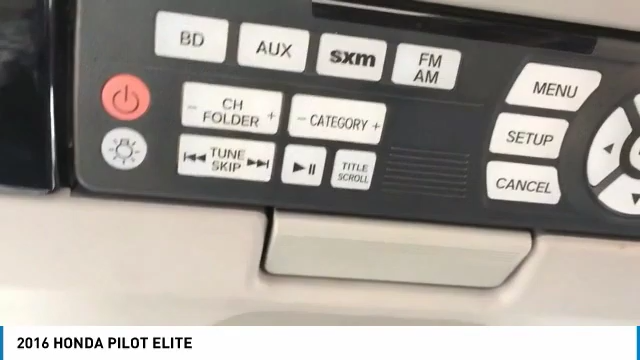 BD
AUX
sxm
FM
AM
MENU
- CH +
FOLDER
- CATEGORY +
SETUP
TUNE
SKIP
TITLE
SCROLL
CANCEL
2016 HONDA PILOT ELITE